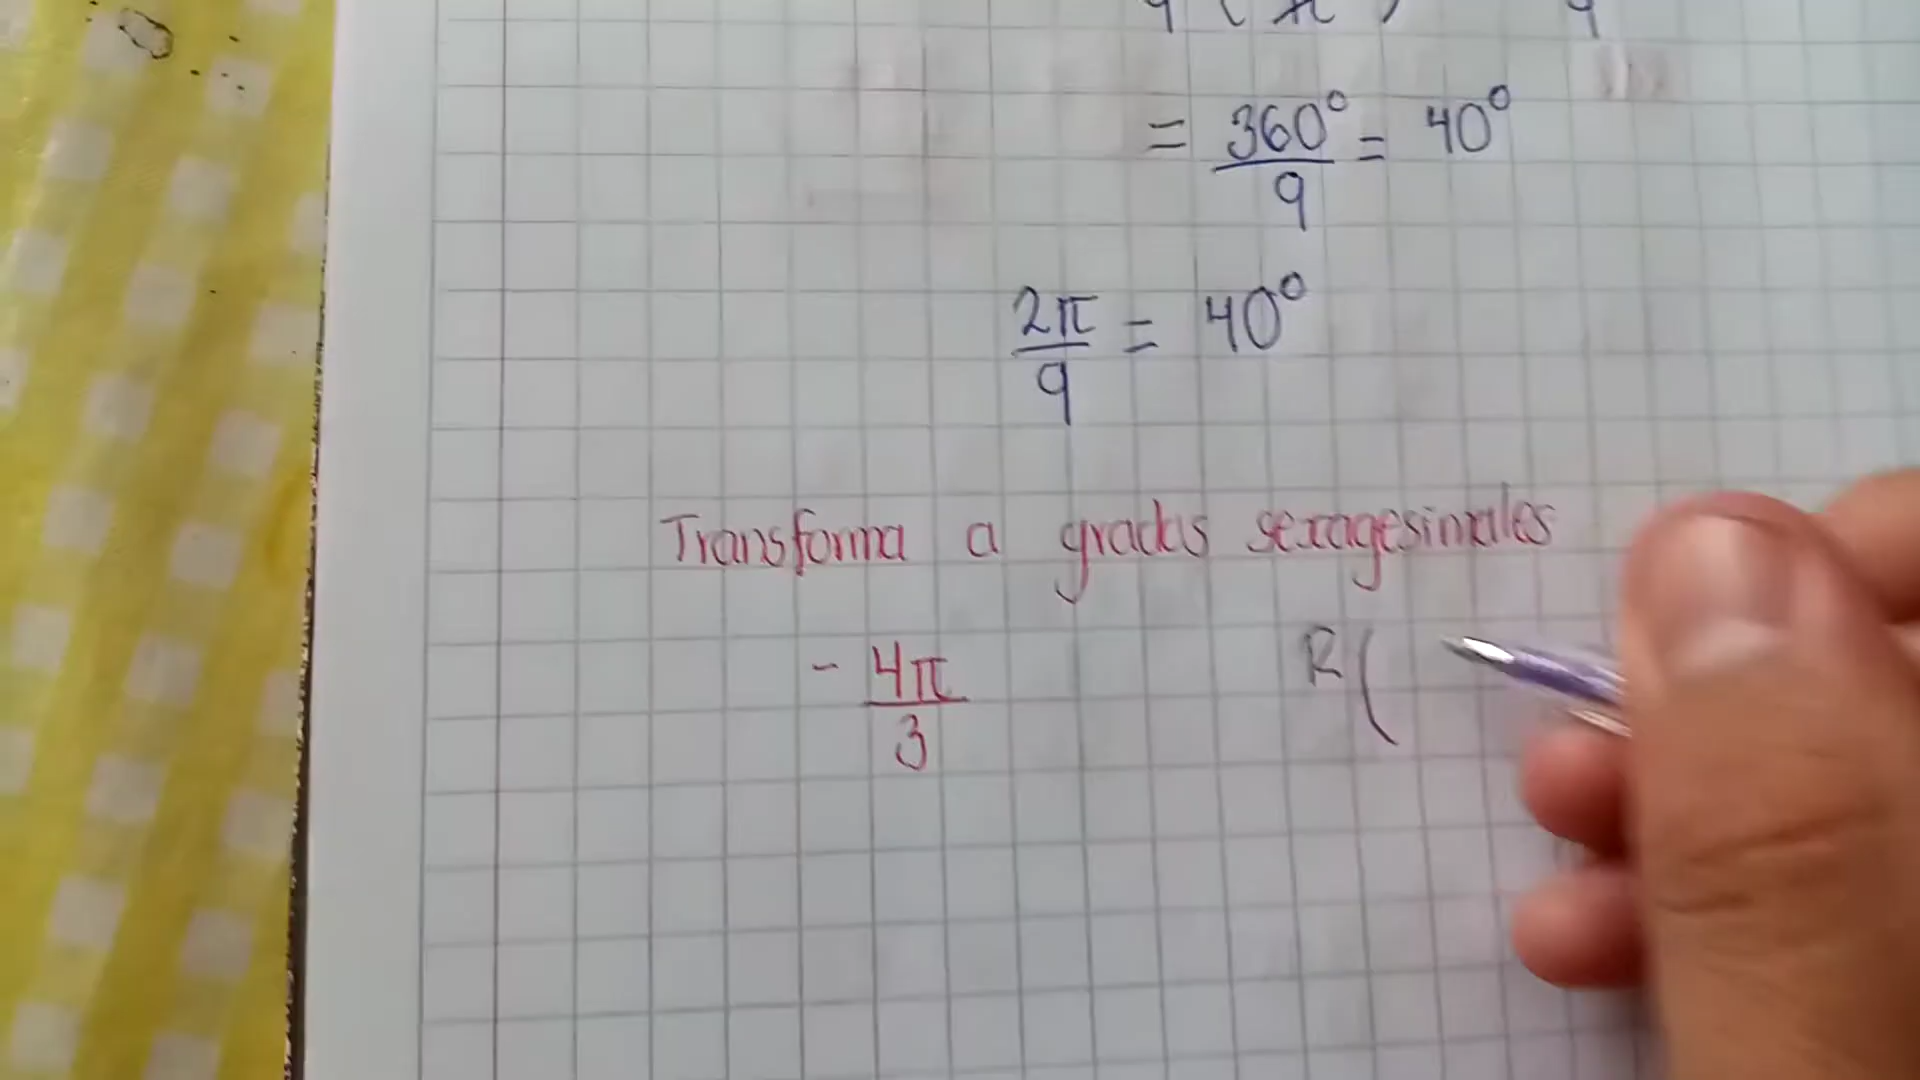 = 360° = 40°
9
2π = 40°
9
Transforma a grados sexagesimales
- 4π R(
3